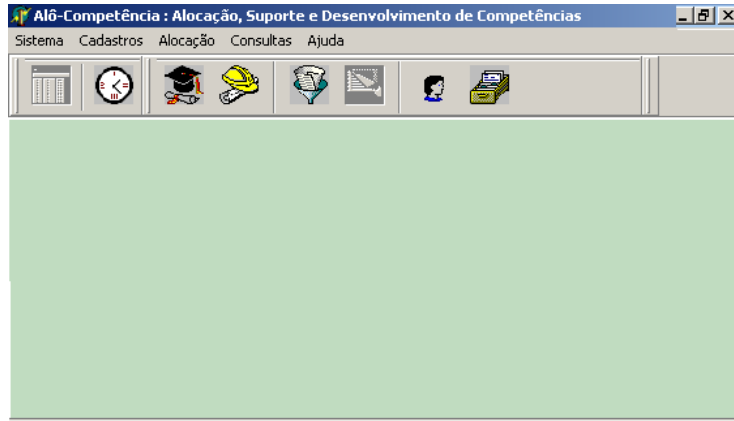 Alô-Competência : Alocação, Suporte e Desenvolvimento de Competências
Sistema Cadastros Alocação Consultas Ajuda